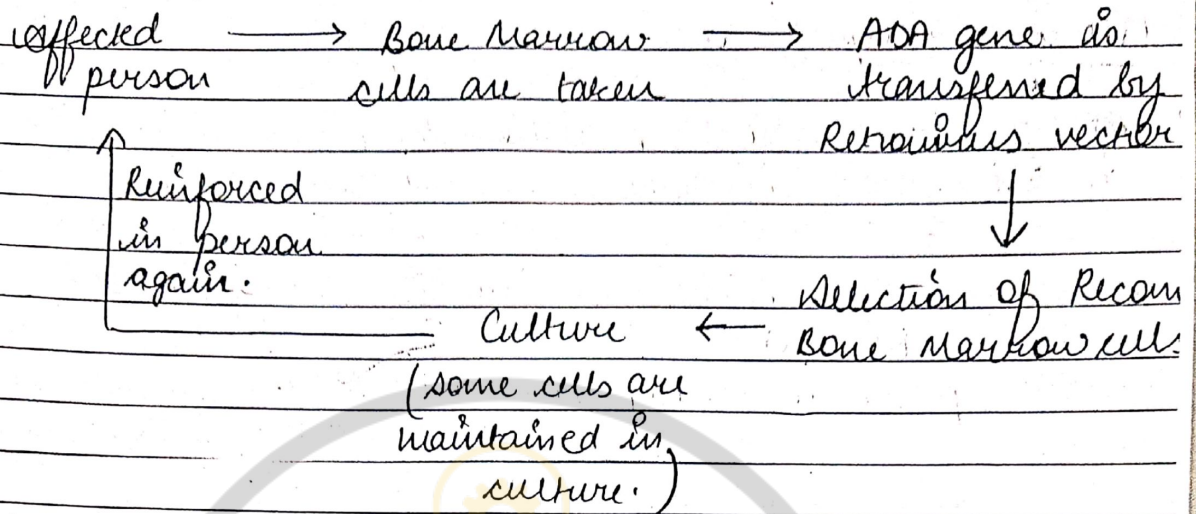 Affected → Bone Marrow → ADA gene is
person cells are taken transferred by
Retrovirus vector
Reinforced
in person
again.
Selection of Recom
Culture ← Bone Marrow cells
(some cells are
maintained in
culture.)